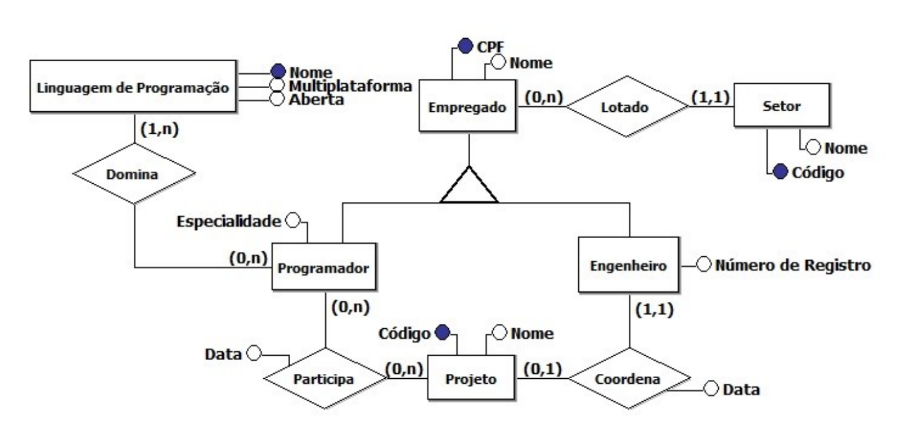 CPF
Nome
Nome
Linguagem de Programação
Multiplataforma
Aberta
Empregado
(0,n)
Lotado
(1,1)
Setor
(1,n)
Nome
Código
Domina
Especialidade
(0,n)
Programador
Engenheiro
Número de Registro
(0,n)
(1,1)
Código
Nome
Data
Participa
(0,n)
Projeto
(0,1)
Coordena
Data